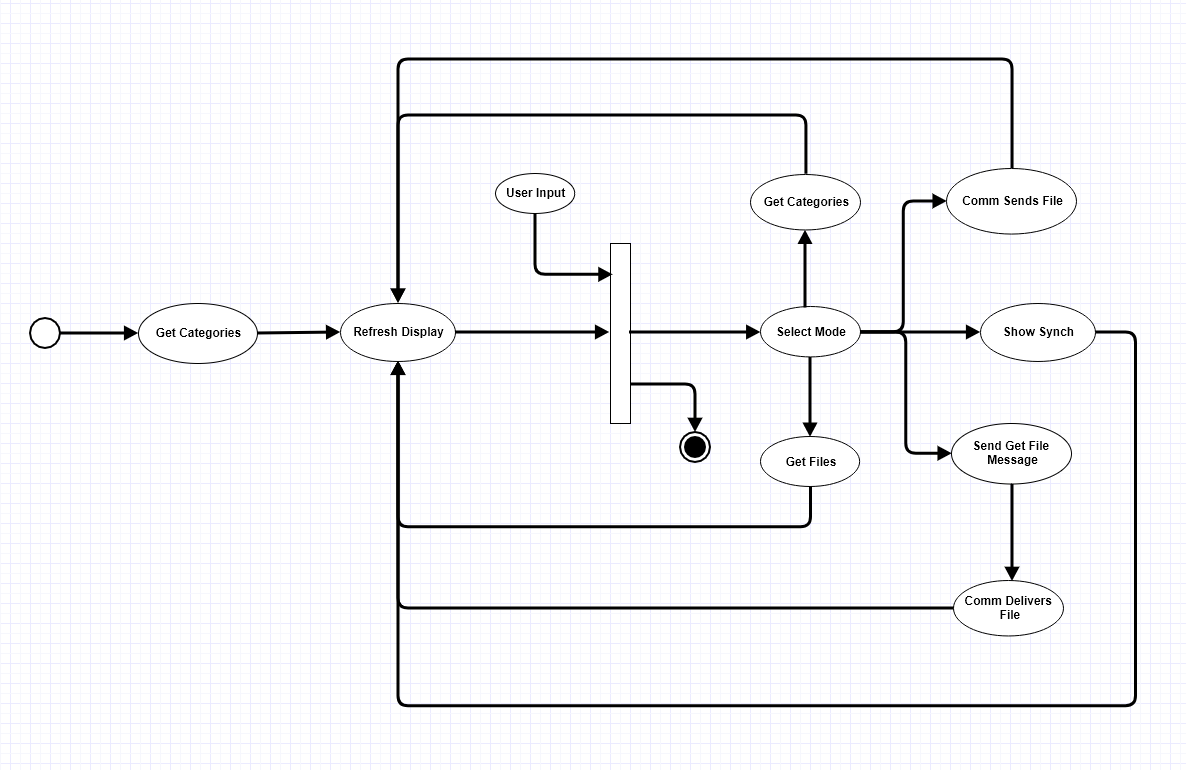 User Input
Get Categories
Comm Sends File
Get Categories
Refresh Display
Select Mode
Show Synch
Get Files
Send Get File
Message
Comm Delivers
File